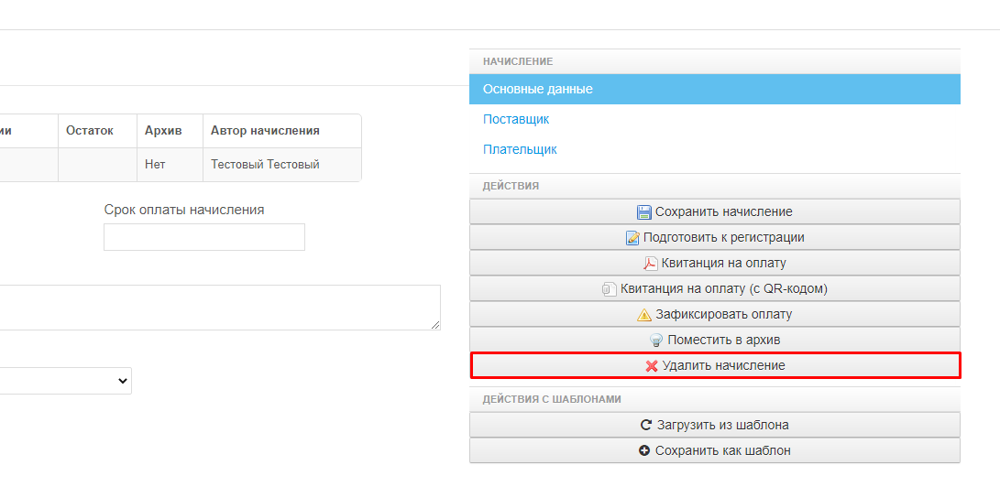 НАЧИСЛЕНИЕ
Основные данные
Поставщик
Плательщик
ии Остаток Архив Автор начисления
Нет Тестовый Тестовый
Срок оплаты начисления
ДЕЙСТВИЯ
Сохранить начисление
Подготовить к регистрации
Квитанция на оплату
Квитанция на оплату (с QR-кодом)
Зафиксировать оплату
Поместить в архив
Удалить начисление
ДЕЙСТВИЯ С ШАБЛОНАМИ
Загрузить из шаблона
Сохранить как шаблон